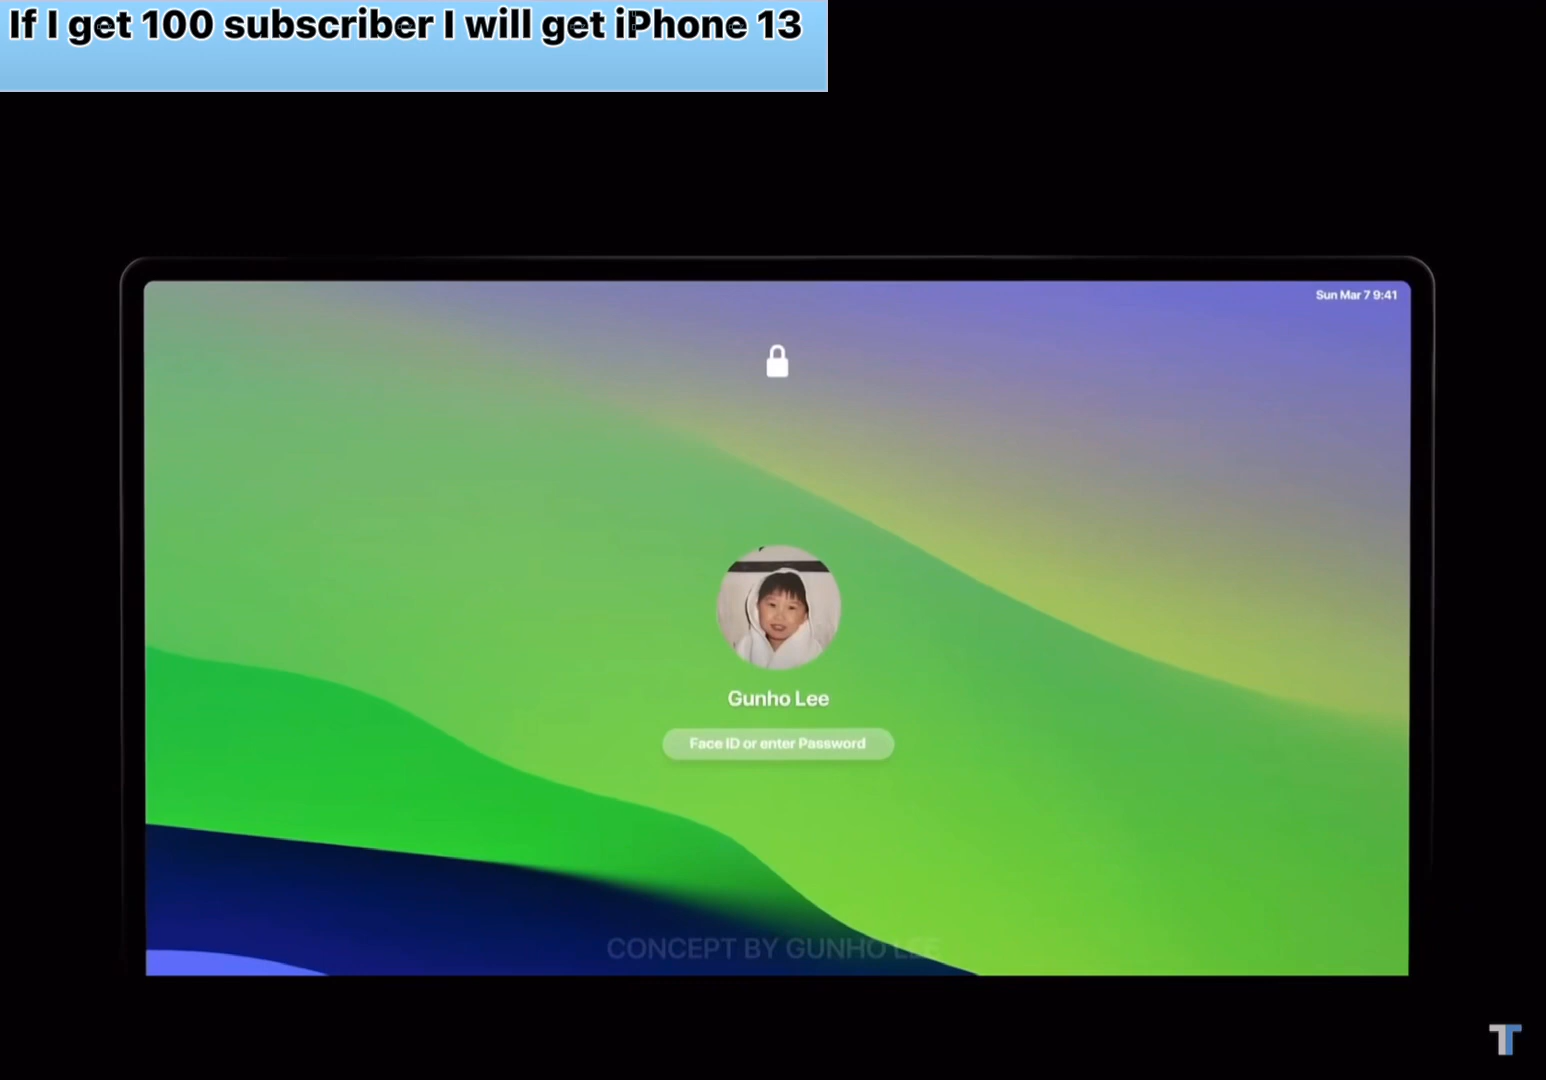 If I get 100 subscriber I will get iPhone 13
Sun Mar 7 9:41
Gunho Lee
Face ID or enter Password
CONCEPT BY GUNHO LEE